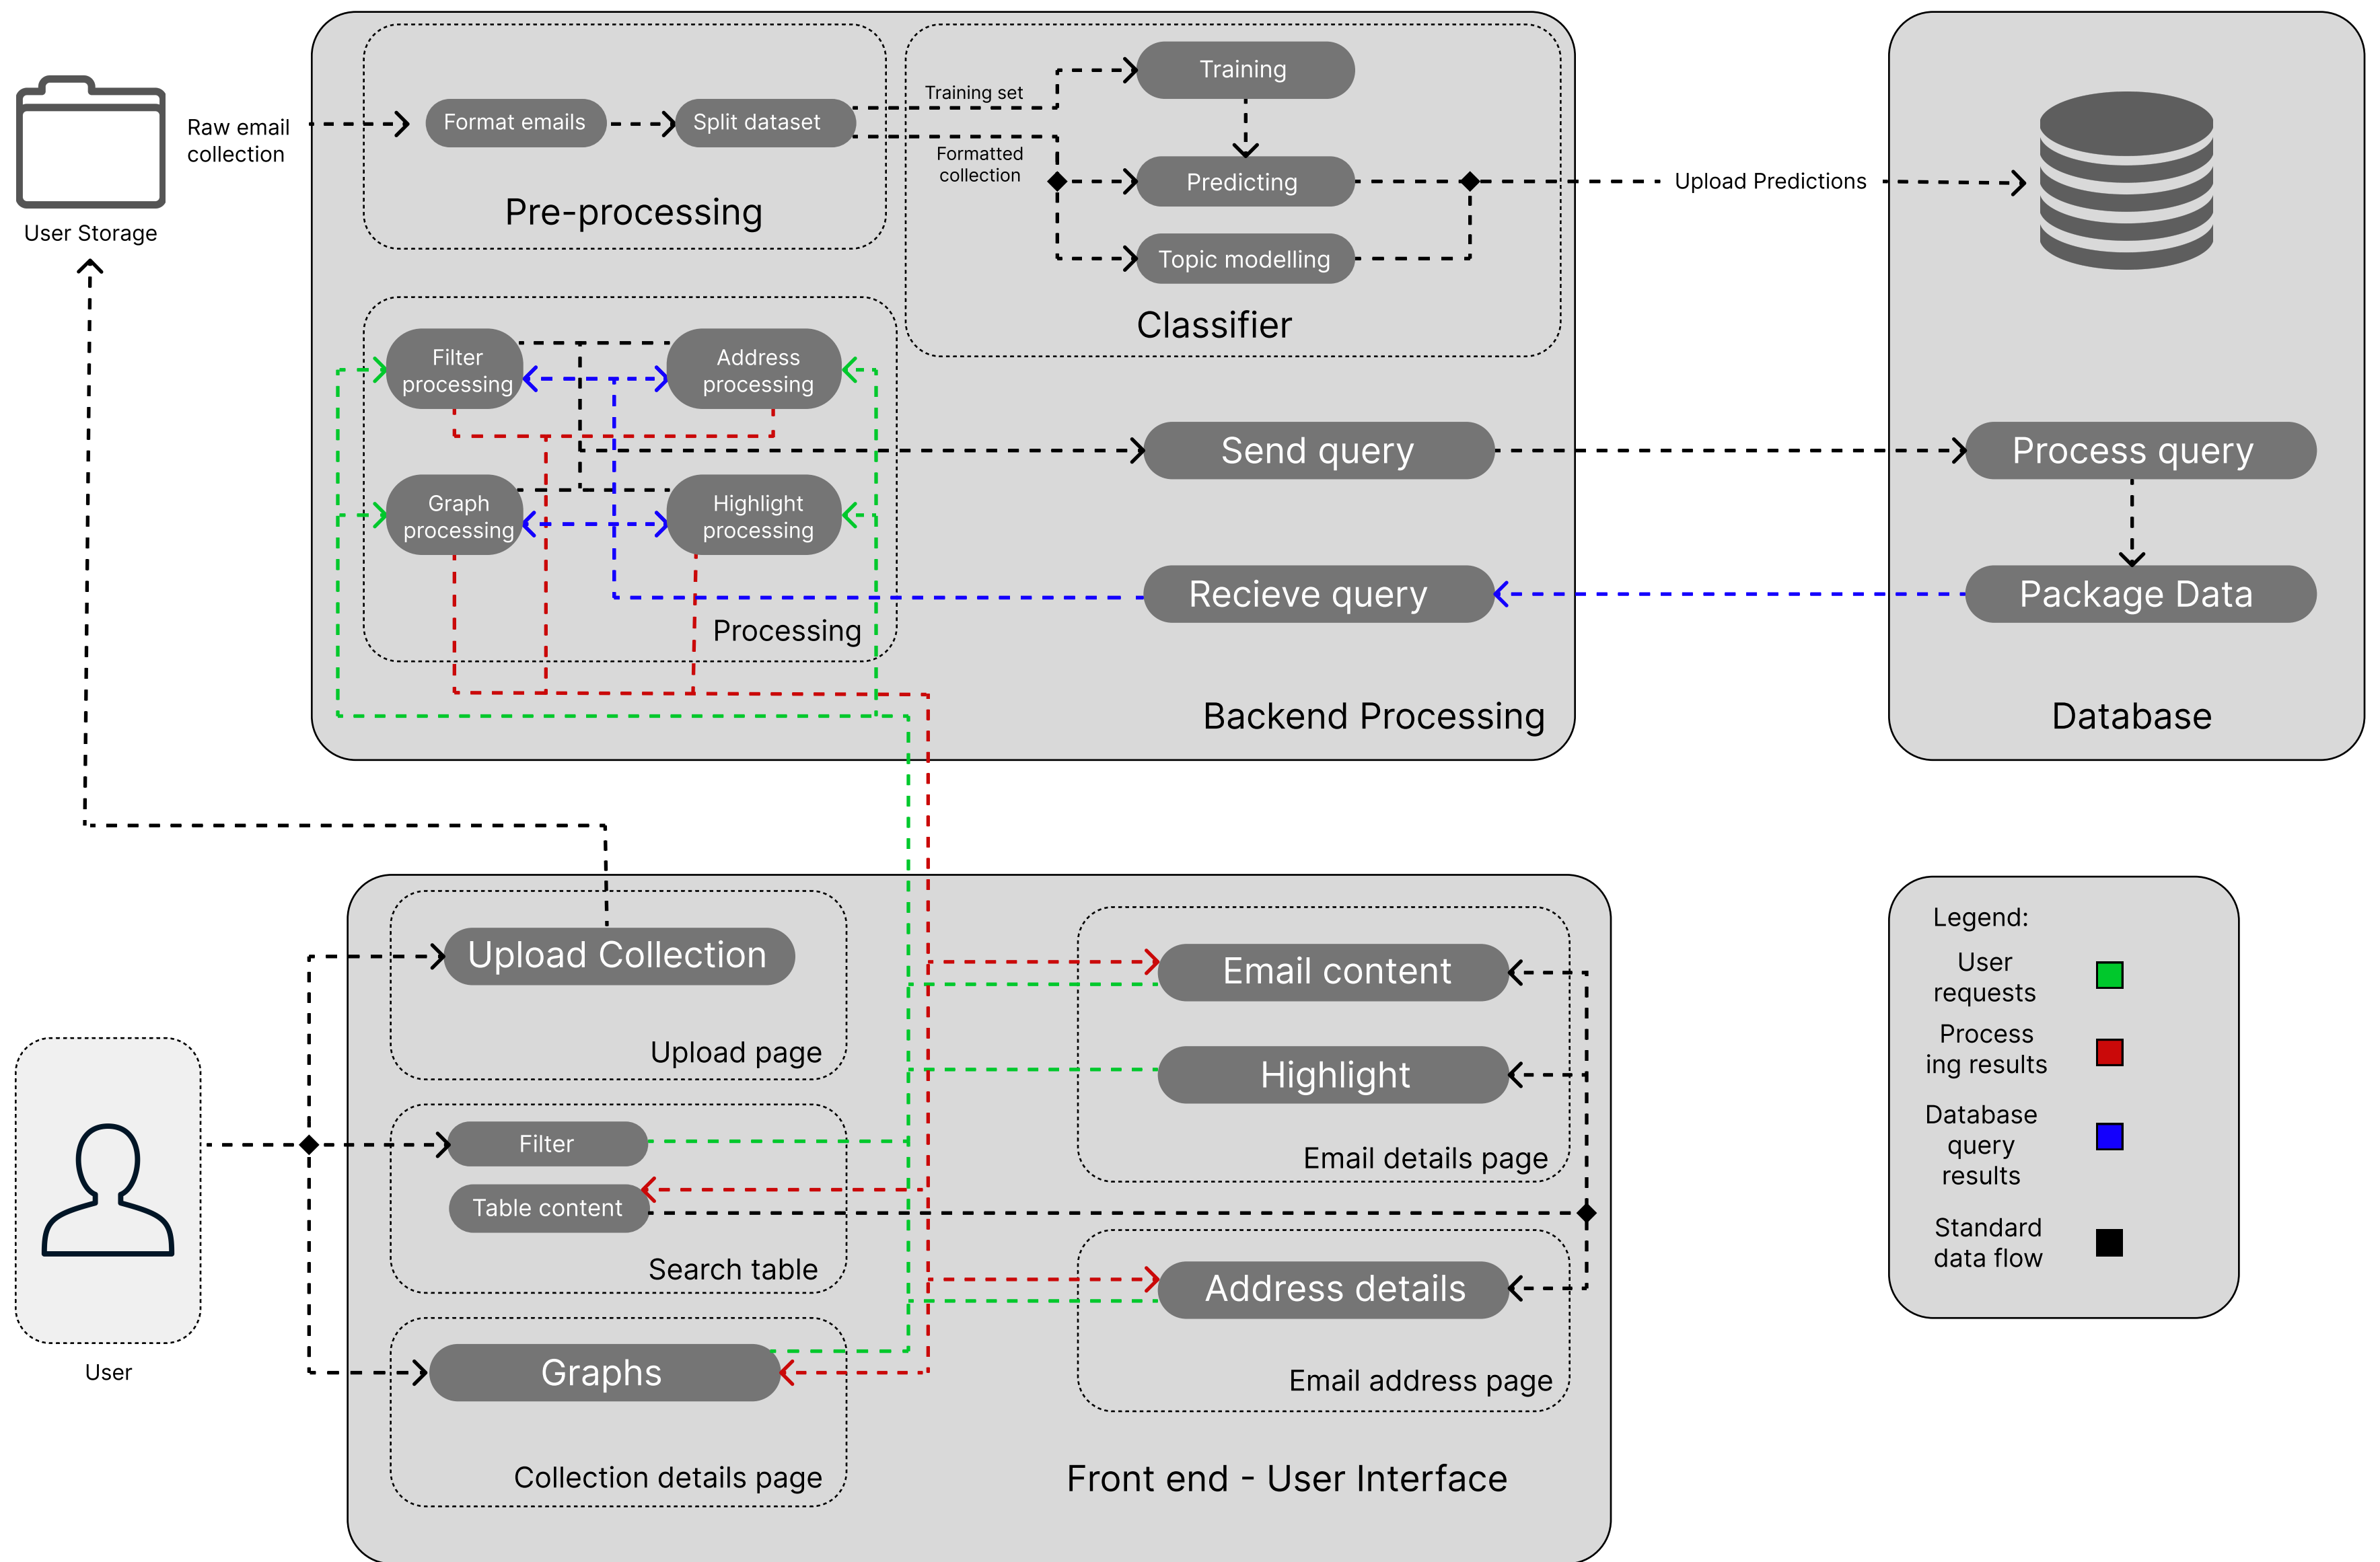 Raw email
collection
User Storage
Format emails
Split dataset
Pre-processing
Training set
Formatted
collection
Training
Predicting
Topic modelling
Classifier
Upload Predictions
Filter
processing
Address
processing
Graph
processing
Highlight
processing
Processing
Send query
Recieve query
Backend Processing
Process query
Package Data
Database
Upload Collection
Upload page
Filter
Table content
Search table
Graphs
Collection details page
Email content
Highlight
Email details page
Address details
Email address page
Front end - User Interface
User
Legend:
User
requests
Process
ing results
Database
query
results
Standard
data flow